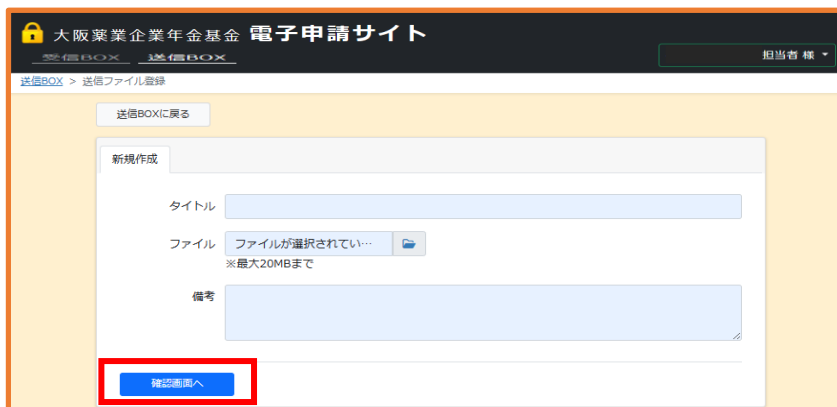 大阪薬業企業年金基金 電子申請サイト
受信BOX 送信BOX
担当者 様
送信BOX > 送信ファイル登録
送信BOXに戻る
新規作成
タイトル
ファイル ファイルが選択されてい…
※最大20MBまで
備考
確認画面へ